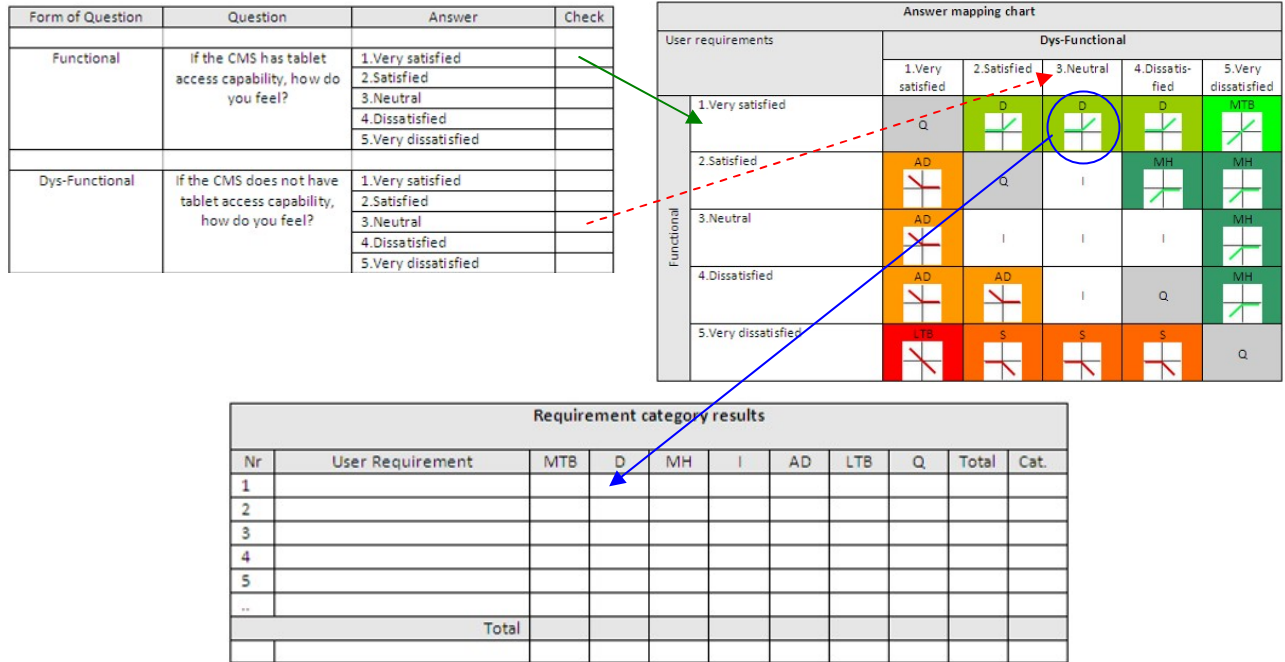 Form of Question Question Answer Check
Functional If the CMS has tablet access capability, how do you feel? 1.Very satisfied
2.Satisfied
3.Neutral
4.Dissatisfied
5.Very dissatisfied
Dys-Functional If the CMS does not have tablet access capability, how do you feel? 1.Very satisfied
2.Satisfied
3.Neutral
4.Dissatisfied
5.Very dissatisfied
Answer mapping chart
User requirements Dys-Functional
1.Very satisfied 2.Satisfied 3.Neutral 4.Dissatis-fied 5.Very dissatisfied
Functional
1.Very satisfied Q D D D MTB
2.Satisfied AD Q I MH MH
3.Neutral AD I I I MH
4.Dissatisfied AD AD I Q MH
5.Very dissatisfied LTB S S S Q
Requirement category results
Nr User Requirement MTB D MH I AD LTB Q Total Cat.
1
2
3
4
5
..
Total